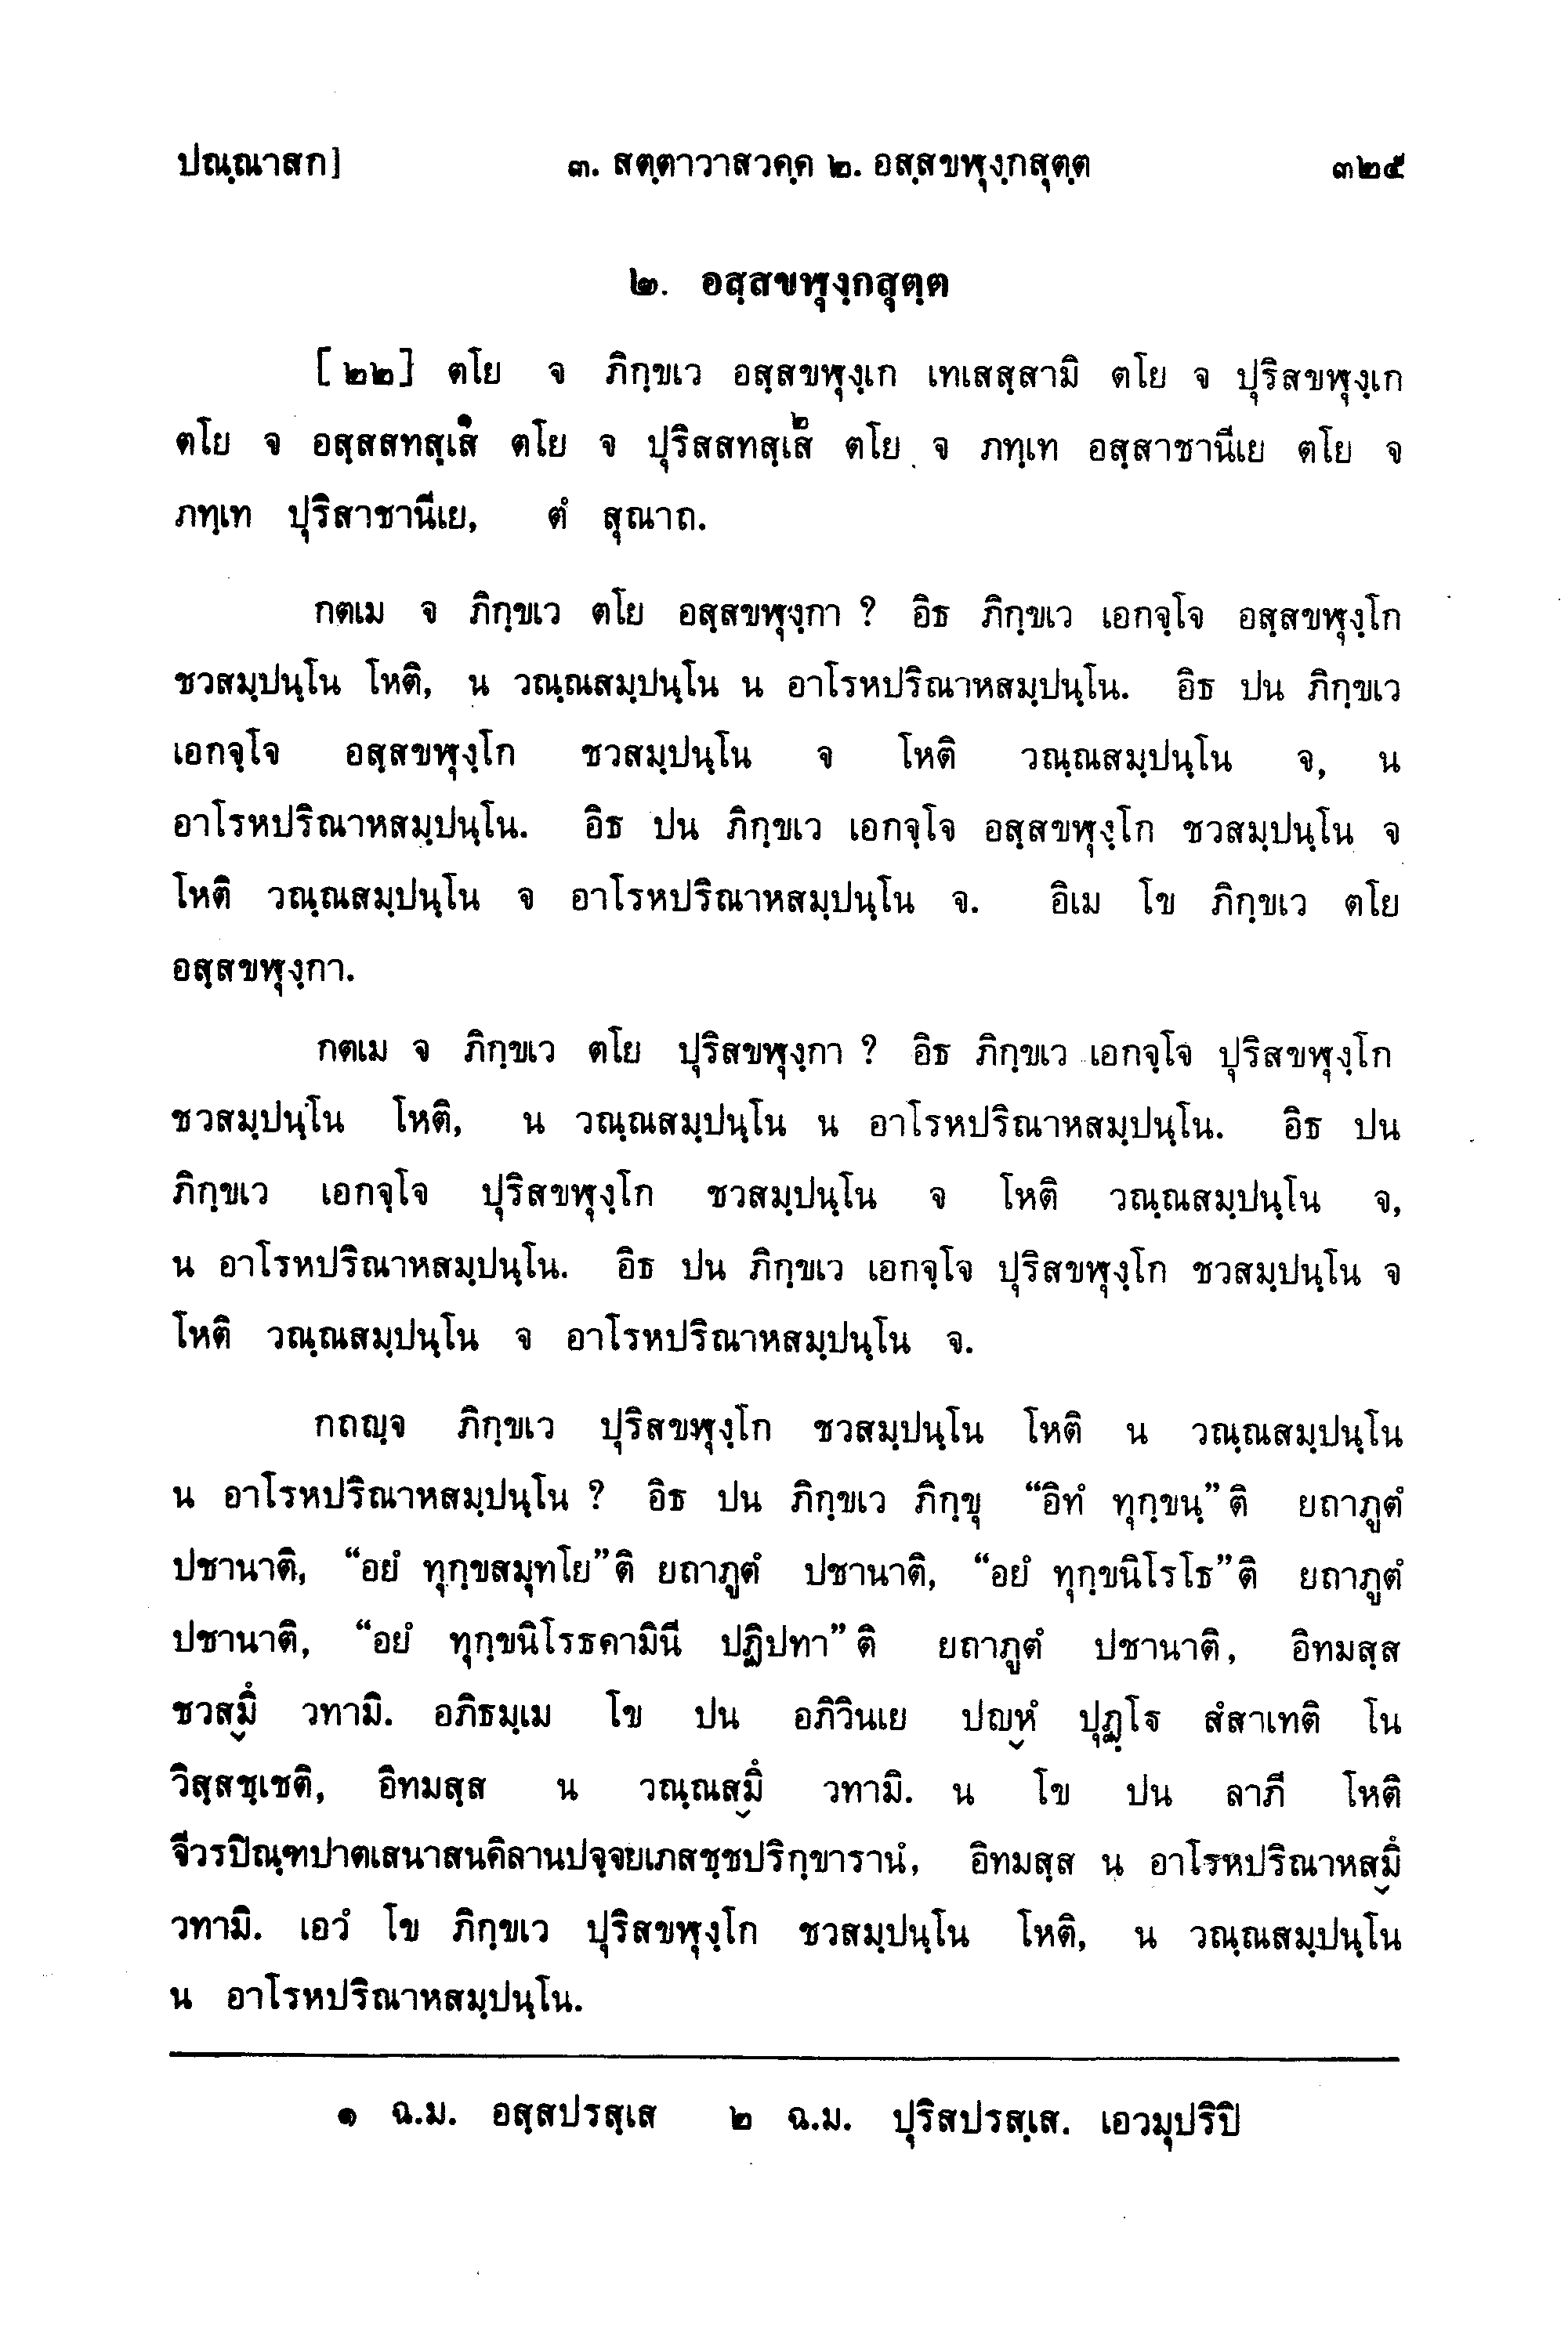 ปณฺณาสก]	๓. สตฺตาวาสวคฺค ๒. อสฺสขฬุงฺกสุตฺต	๓๒๕
๒. อสฺสขฬุงฺกสุตฺต
[๒๒] ตโย จ ภิกฺขเว อสฺสขฬุงฺเก เทเสสฺสามิ ตโย จ ปุริสขฬุงฺเก
ตโย จ อสฺสสทสฺเส๑ ตโย จ ปุริสสทสฺเส๒ ตโย จ ภทฺเท อสฺสาชานีเย ตโย จ
ภทฺเท ปุริสาชานีเย, ตํ สุณาถ.
กตเม จ ภิกฺขเว ตโย อสฺสขฬุงฺกา ? อิธ ภิกฺขเว เอกจฺโจ อสฺสขฬุงฺโก
ชวสมฺปนฺโน โหติ, น วณฺณสมฺปนฺโน น อาโรหปริณาหสมฺปนฺโน. อิธ ปน ภิกฺขเว
เอกจฺโจ อสฺสขฬุงฺโก ชวสมฺปนฺโน จ โหติ วณฺณสมฺปนฺโน จ, น
อาโรหปริณาหสมฺปนฺโน. อิธ ปน ภิกฺขเว เอกจฺโจ อสฺสขฬุงฺโก ชวสมฺปนฺโน จ
โหติ วณฺณสมฺปนฺโน จ อาโรหปริณาหสมฺปนฺโน จ. อิเม โข ภิกฺขเว ตโย
อสฺสขฬุงฺกา.
กตเม จ ภิกฺขเว ตโย ปุริสขฬุงฺกา ? อิธ ภิกฺขเว เอกจฺโจ ปุริสขฬุงฺโก
ชวสมฺปนฺโน โหติ, น วณฺณสมฺปนฺโน น อาโรหปริณาหสมฺปนฺโน. อิธ ปน
ภิกฺขเว เอกจฺโจ ปุริสขฬุงฺโก ชวสมฺปนฺโน จ โหติ วณฺณสมฺปนฺโน จ,
น อาโรหปริณาหสมฺปนฺโน. อิธ ปน ภิกฺขเว เอกจฺโจ ปุริสขฬุงฺโก ชวสมฺปนฺโน จ
โหติ วณฺณสมฺปนฺโน จ อาโรหปริณาหสมฺปนฺโน จ.
กถญฺจ ภิกฺขเว ปุริสขฬุงฺโก ชวสมฺปนฺโน โหติ น วณฺณสมฺปนฺโน
น อาโรหปริณาหสมฺปนฺโน ? อิธ ปน ภิกฺขเว ภิกฺขุ “อิทํ ทุกฺขนฺ”ติ ยถาภูตํ
ปชานาติ, “อยํ ทุกฺขสมุทโย”ติ ยถาภูตํ ปชานาติ, “อยํ ทุกฺขนิโรโธ”ติ ยถาภูตํ
ปชานาติ, “อยํ ทุกฺขนิโรธคามินี ปฏิปทา”ติ ยถาภูตํ ปชานาติ, อิทมสฺส
ชวสฺมึ วทามิ. อภิธมฺเม โข ปน อภิวินเย ปญฺหํ ปุฏฺโฐ สํสาเทติ โน
วิสฺสชฺเชติ, อิทมสฺส น วณฺณสฺมึ วทามิ. น โข ปน ลาภี โหติ
จีวรปิณฺฑปาตเสนาสนคิลานปจฺจยเภสชฺชปริกฺขารานํ, อิทมสฺส น อาโรหปริณาหสฺมึ
วทามิ. เอวํ โข ภิกฺขเว ปุริสขฬุงฺโก ชวสมฺปนฺโน โหติ, น วณฺณสมฺปนฺโน
น อาโรหปริณาหสมฺปนฺโน.
๑ ฉ.ม. อสฺสปรสฺเส ๒ ฉ.ม. ปุริสปรสฺเส. เอวมุปริปิ